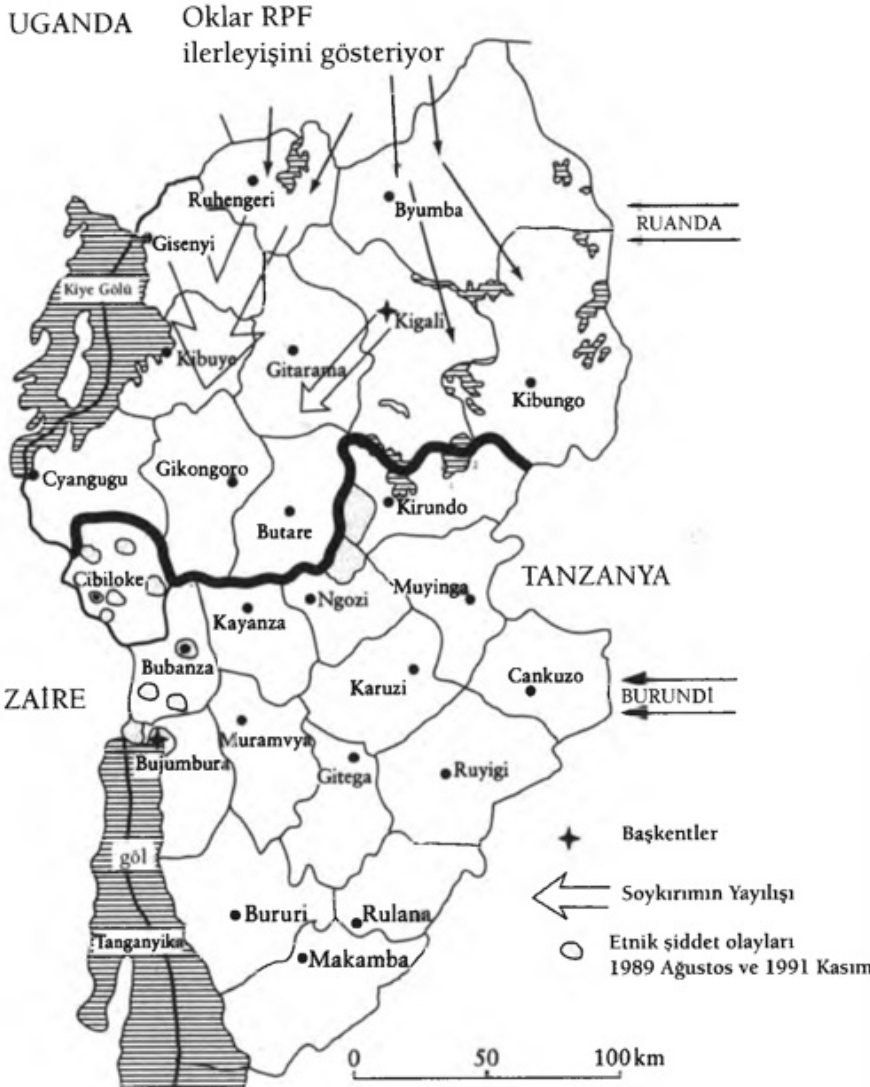 UGANDA
Oklar RPF
ilerleyişini gösteriyor
Ruhengeri
Byumba
RUANDA
Gisenyi
Kiye Gölü
Kigali
Kibuye
Gitarama
Kibungo
Cyangugu
Gikongoro
Kirundo
Butare
Cibiloke
TANZANYA
Muyinga
Ngozi
Kayanza
Bubanza
Karuzi
Cankuzo
ZAİRE
BURUNDİ
Muramvya
Bujumbura
Gitega
Ruyigi
Başkentler
göl
Soykırımın Yayılışı
Bururi
Rulana
Tanganyika
Etnik şiddet olayları
1989 Ağustos ve 1991 Kasım
Makamba
0 50 100 km